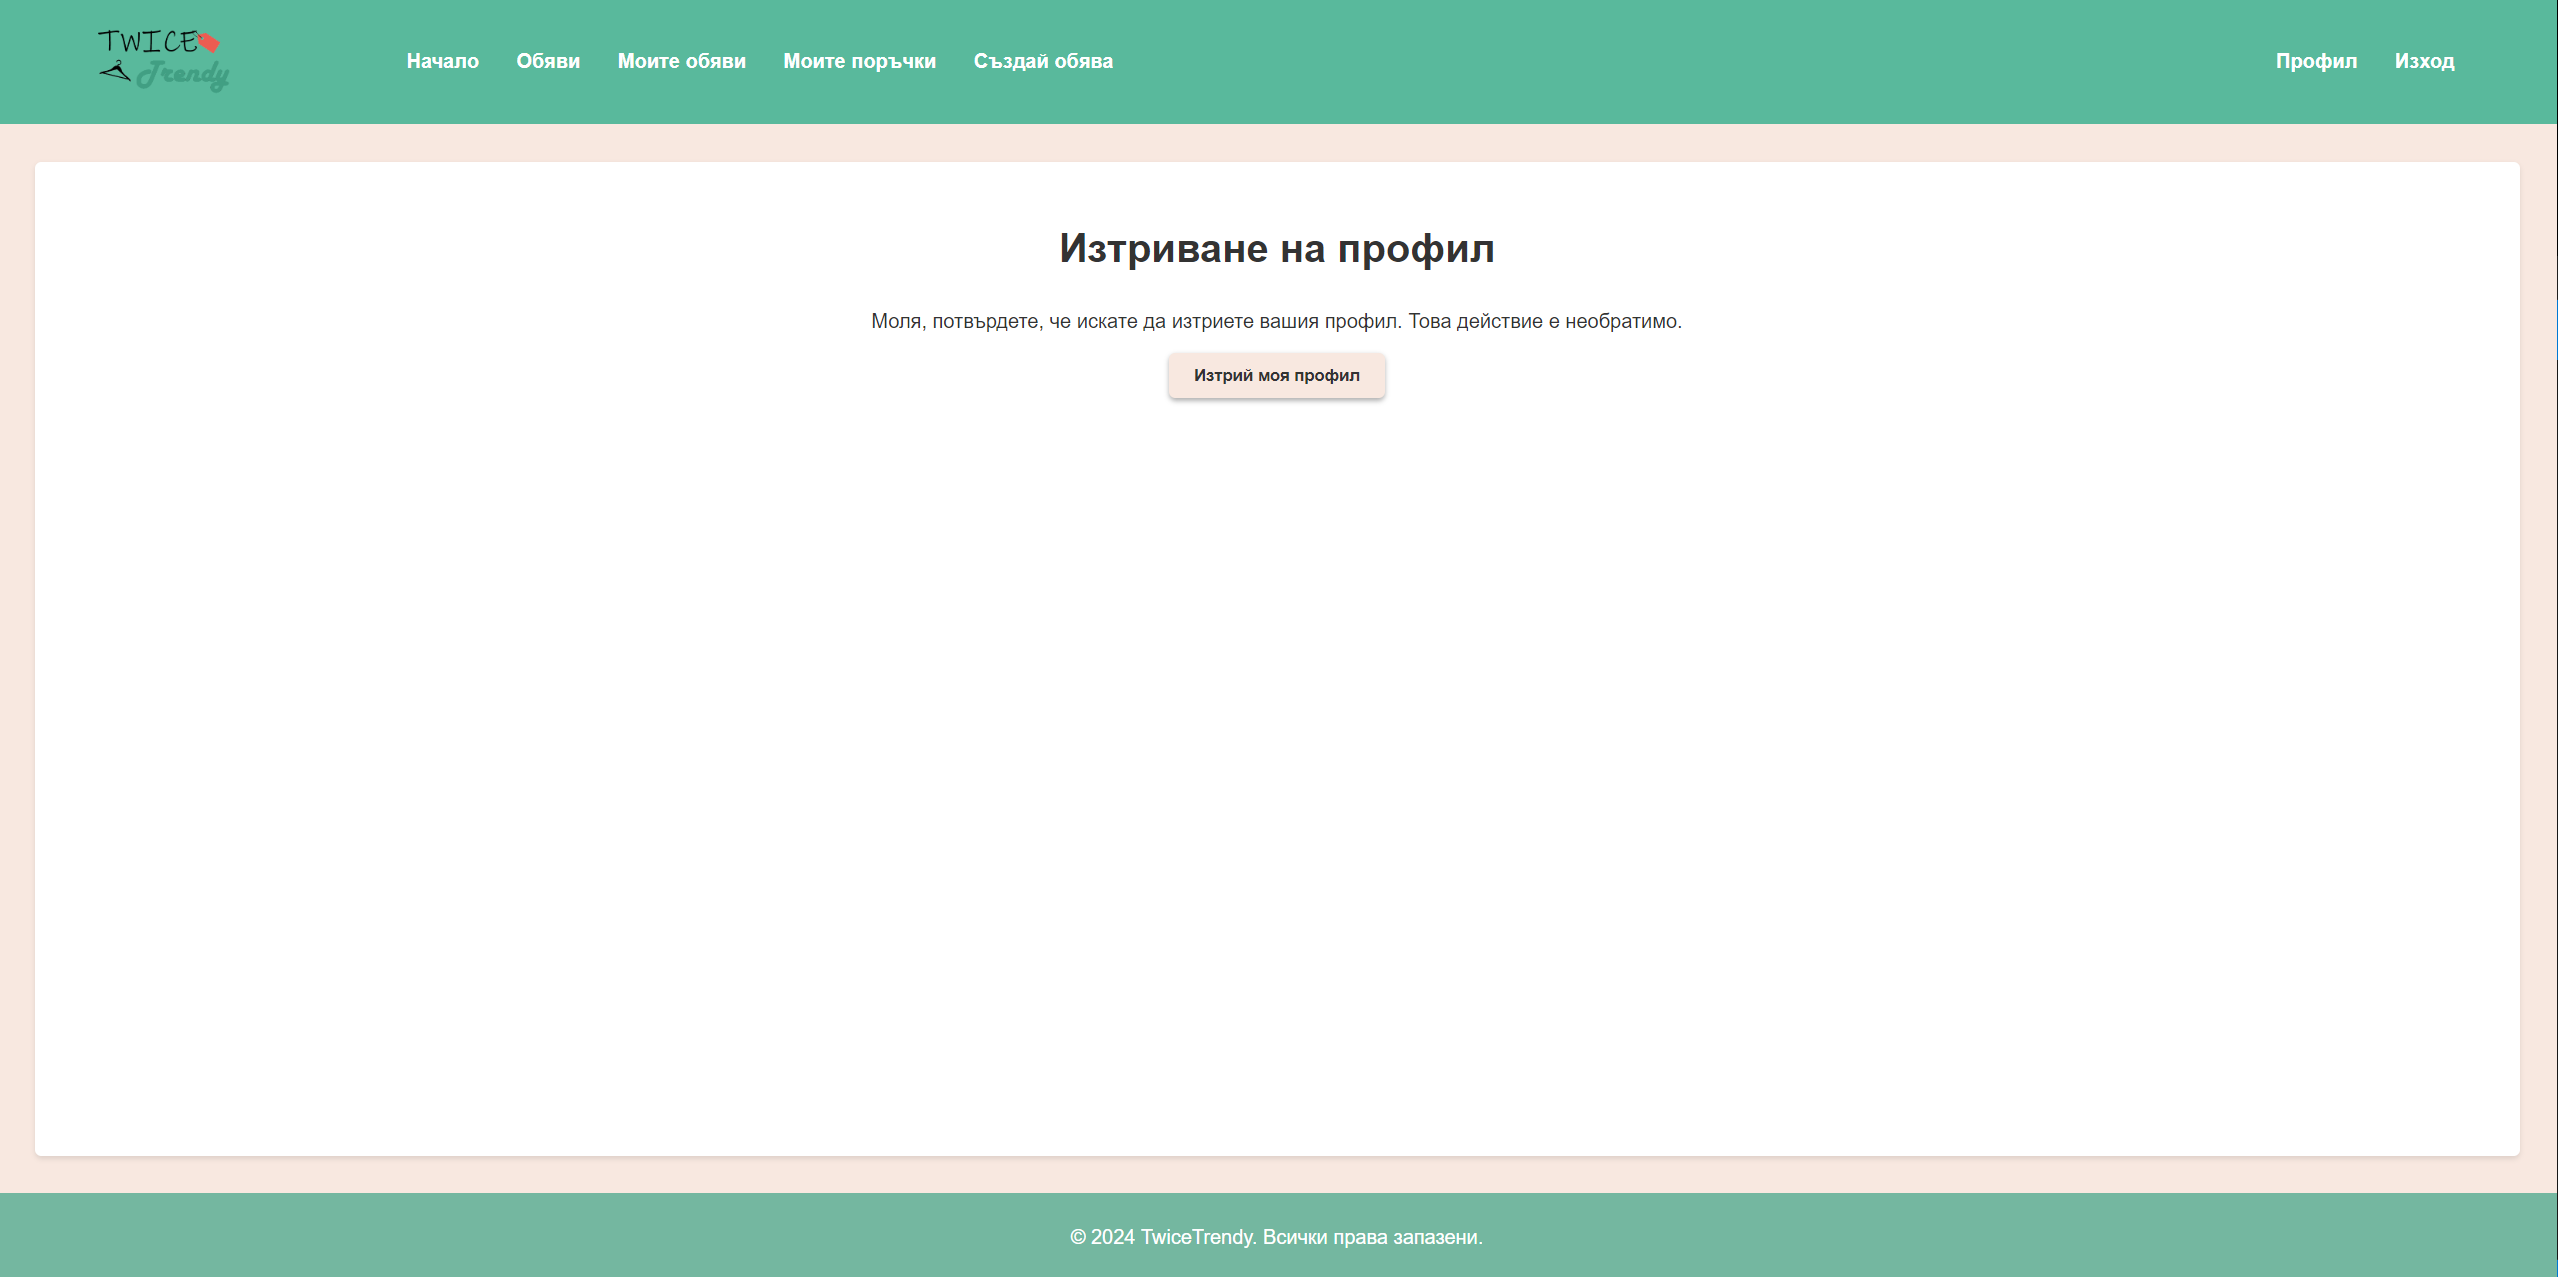 TWICE
Trendy
Начало Обяви Моите обяви Моите поръчки Създай обява Профил Изход
Изтриване на профил
Моля, потвърдете, че искате да изтриете вашия профил. Това действие е необратимо.
Изтрий моя профил
© 2024 TwiceTrendy. Всички права запазени.